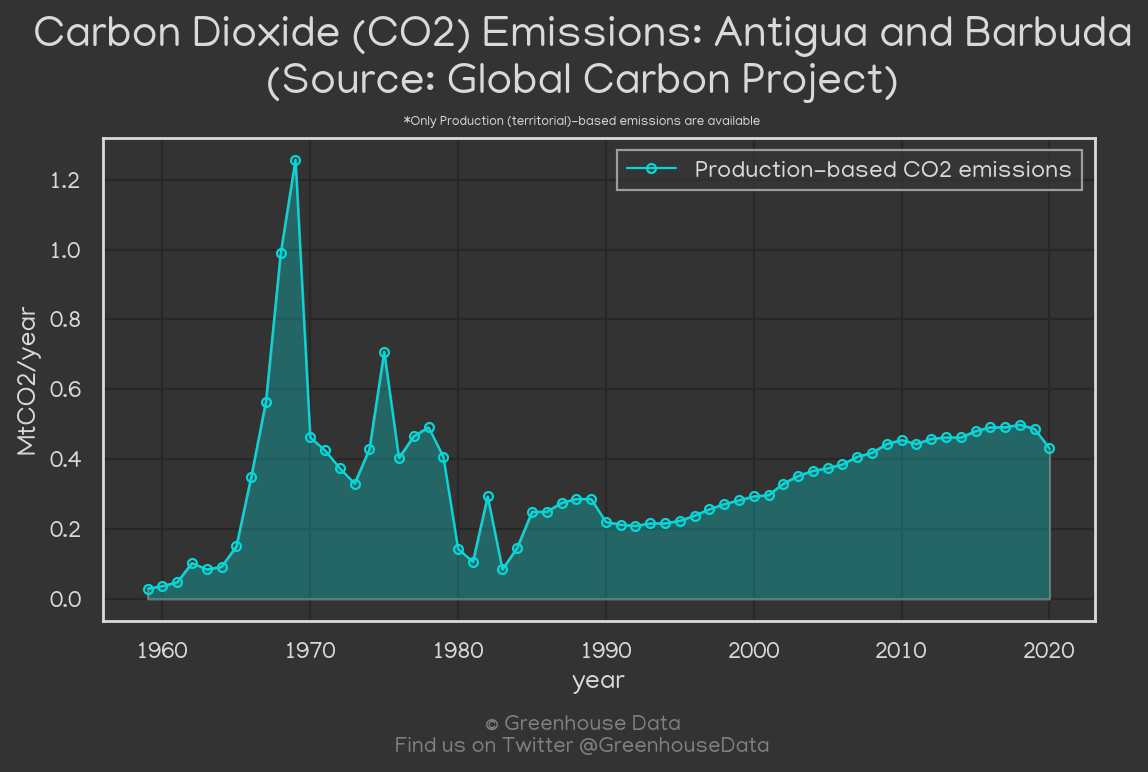 Carbon Dioxide (CO2) Emissions: Antigua and Barbuda
(Source: Global Carbon Project)
*Only Production (territorial)-based emissions are available
Production-based CO2 emissions
MtCO2/year
1.2
1.0
0.8
0.6
0.4
0.2
0.0
1960 1970 1980 1990 2000 2010 2020
year
© Greenhouse Data
Find us on Twitter @GreenhouseData